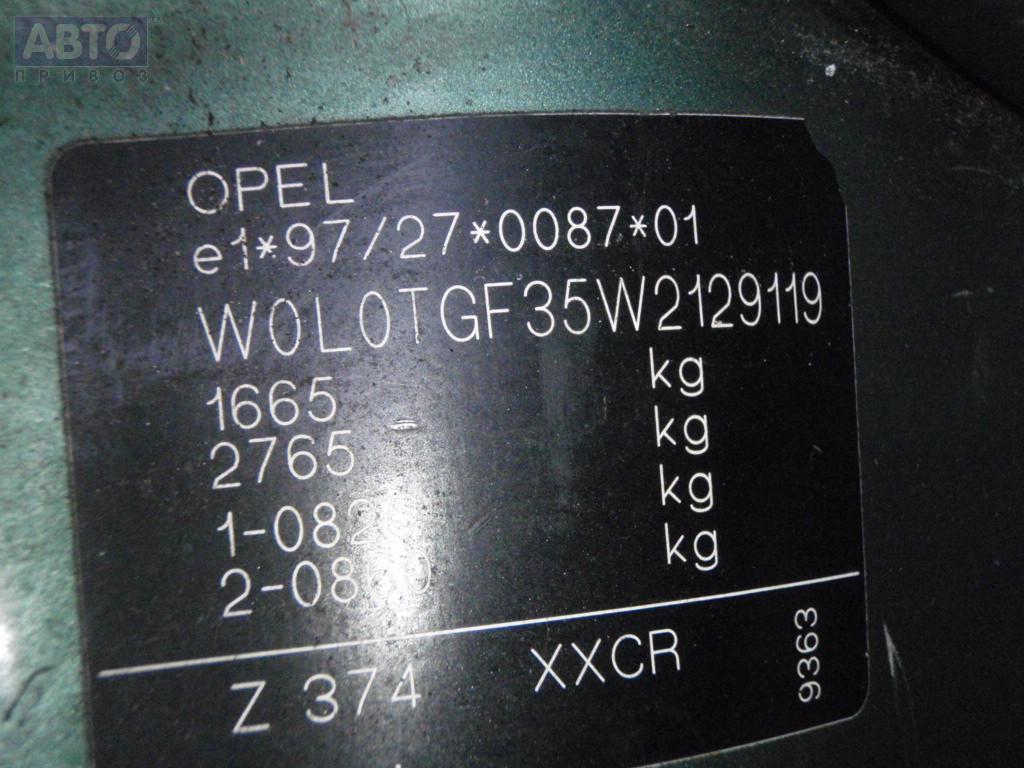 АВТО
ПРИВОЗ
OPEL
e1*97/27*0087*01
W0L0TGF35W2129119
1665 kg
2765 kg
kg
kg
Z 374 XXCR
9363